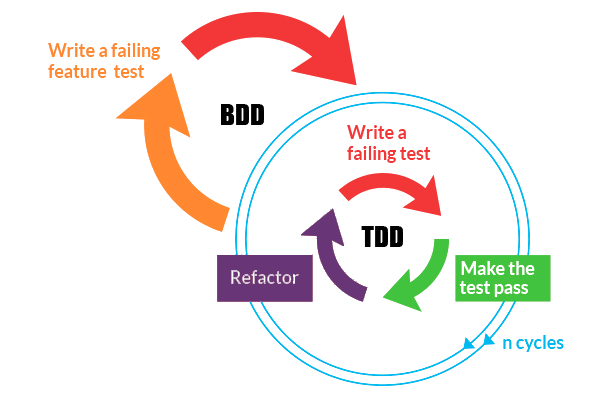 Write a failing
feature test
BDD
Write a
failing test
TDD
Refactor
Make the
test pass
n cycles